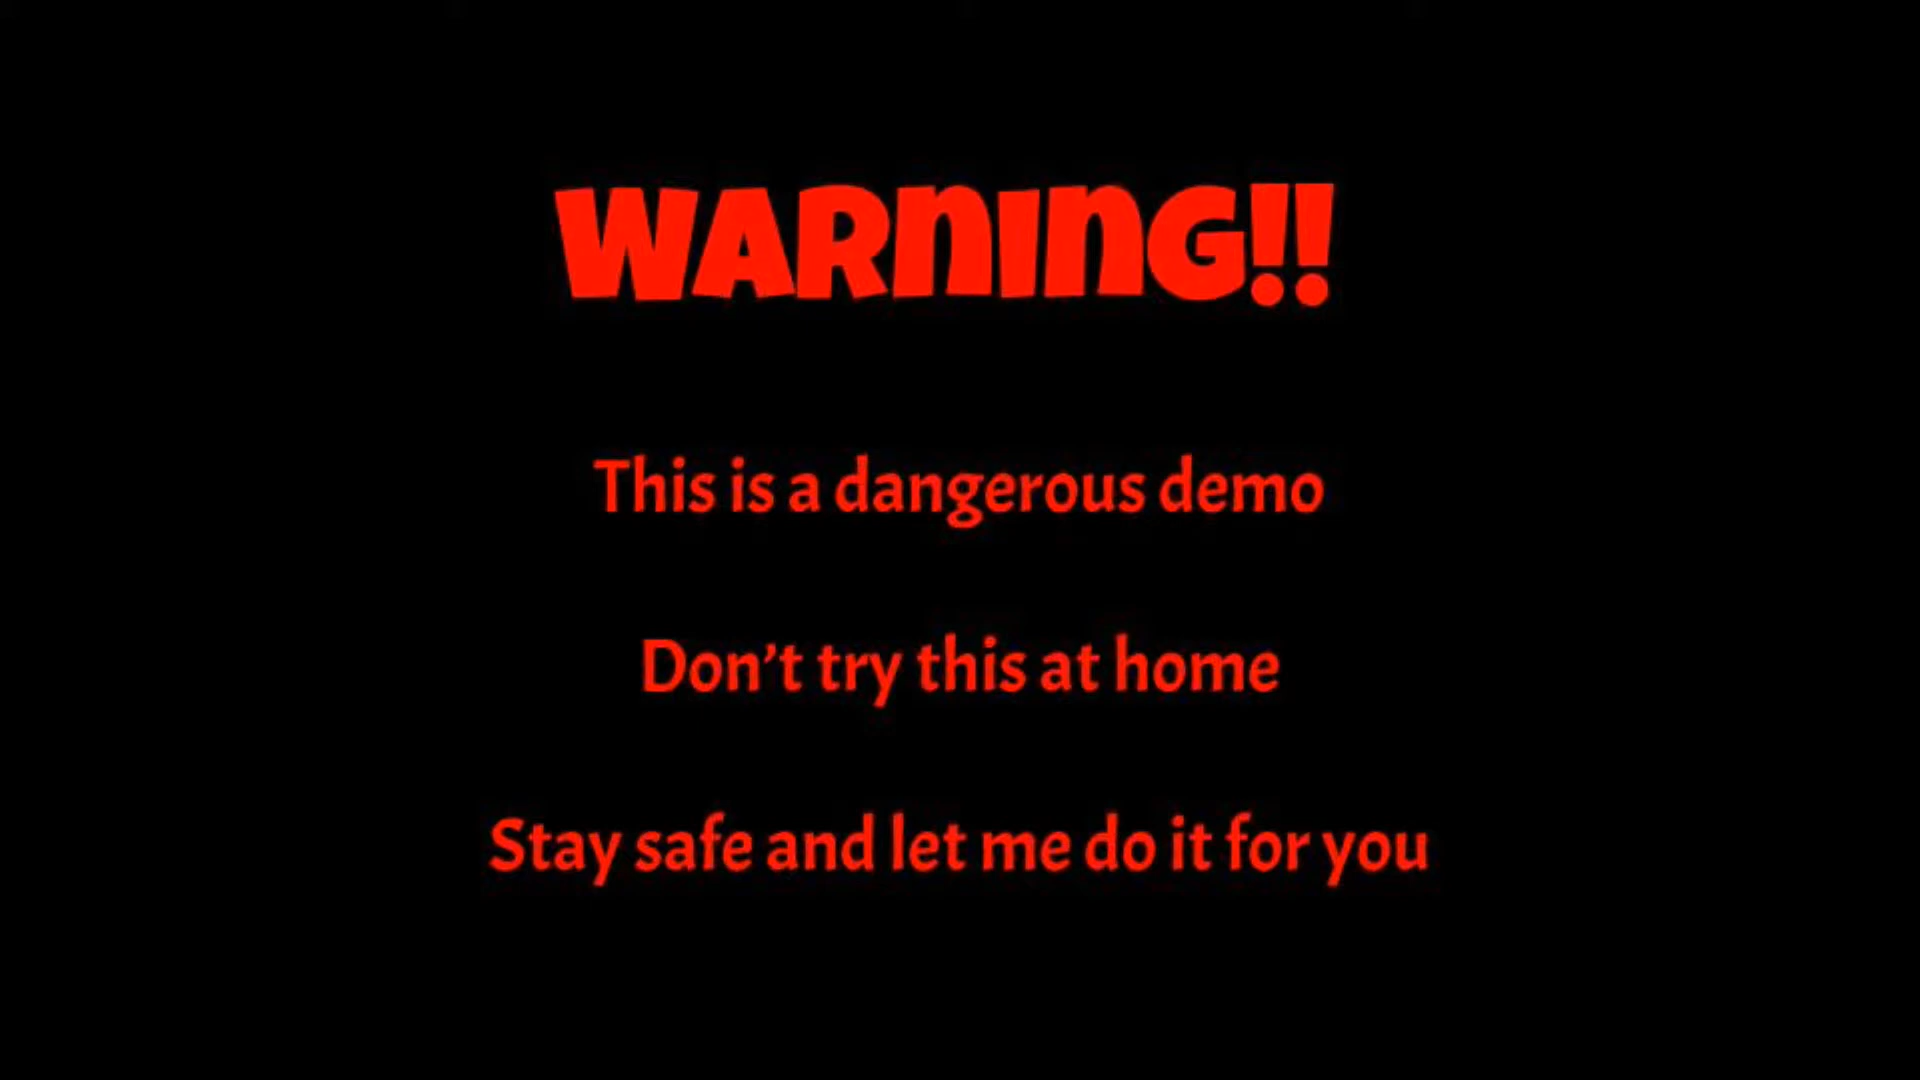 WARNING!!
This is a dangerous demo
Don’t try this at home
Stay safe and let me do it for you